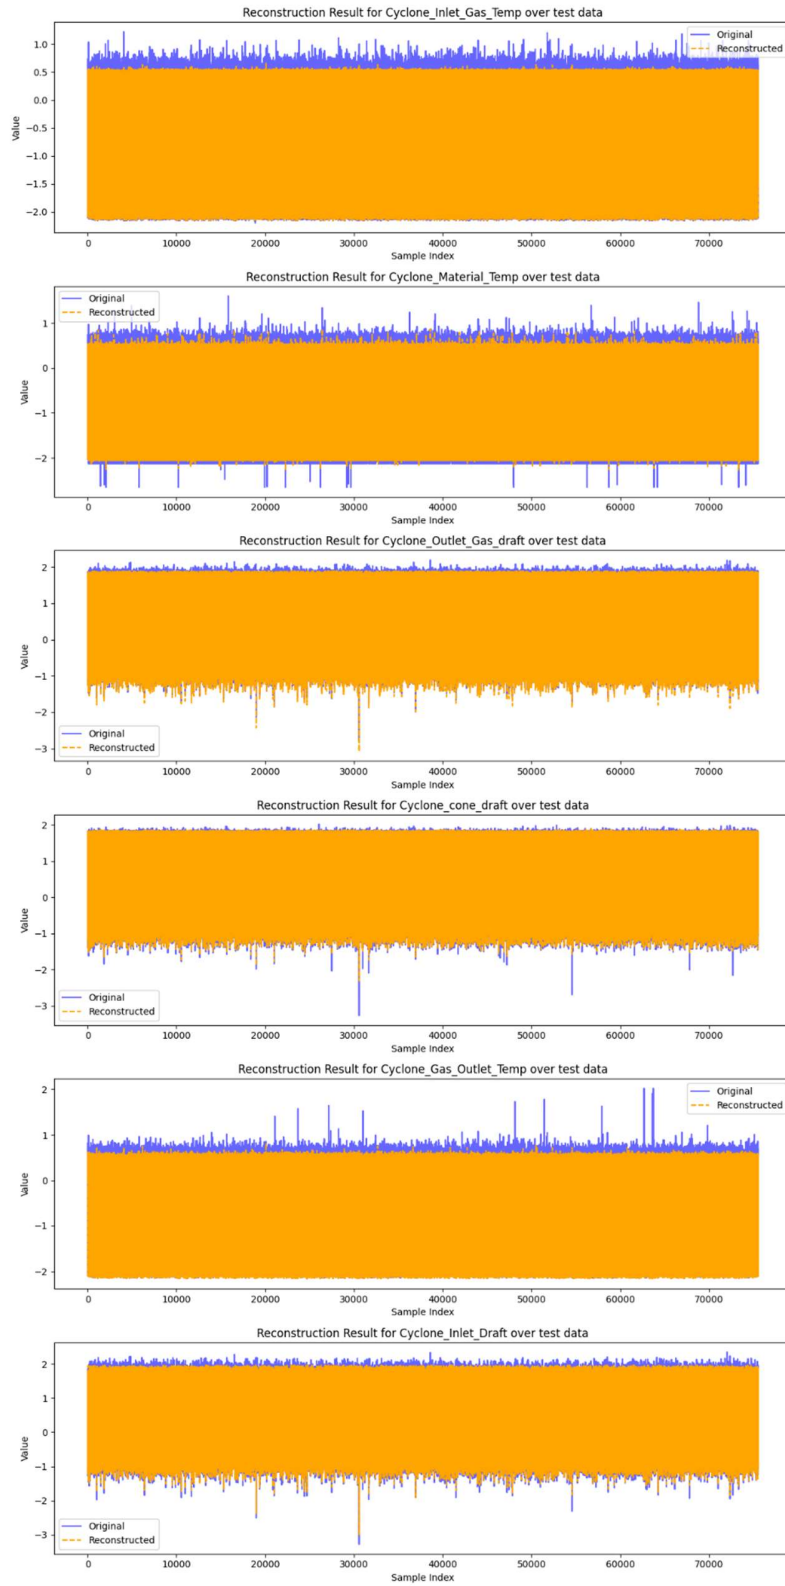 Reconstruction Result for Cyclone_Inlet_Gas_Temp over test data
Original
Reconstructed
1.0
0.5
0.0
−0.5
−1.0
−1.5
−2.0
Value
0 10000 20000 30000 40000 50000 60000 70000
Sample Index
Reconstruction Result for Cyclone_Material_Temp over test data
Original
Reconstructed
1
0
−1
−2
Value
0 10000 20000 30000 40000 50000 60000 70000
Sample Index
Reconstruction Result for Cyclone_Outlet_Gas_draft over test data
2
1
0
−1
−2
−3
Value
Original
Reconstructed
0 10000 20000 30000 40000 50000 60000 70000
Sample Index
Reconstruction Result for Cyclone_cone_draft over test data
2
1
0
−1
−2
−3
Value
Original
Reconstructed
0 10000 20000 30000 40000 50000 60000 70000
Sample Index
Reconstruction Result for Cyclone_Gas_Outlet_Temp over test data
Original
Reconstructed
2
1
0
−1
−2
Value
0 10000 20000 30000 40000 50000 60000 70000
Sample Index
Reconstruction Result for Cyclone_Inlet_Draft over test data
2
1
0
−1
−2
−3
Value
Original
Reconstructed
0 10000 20000 30000 40000 50000 60000 70000
Sample Index